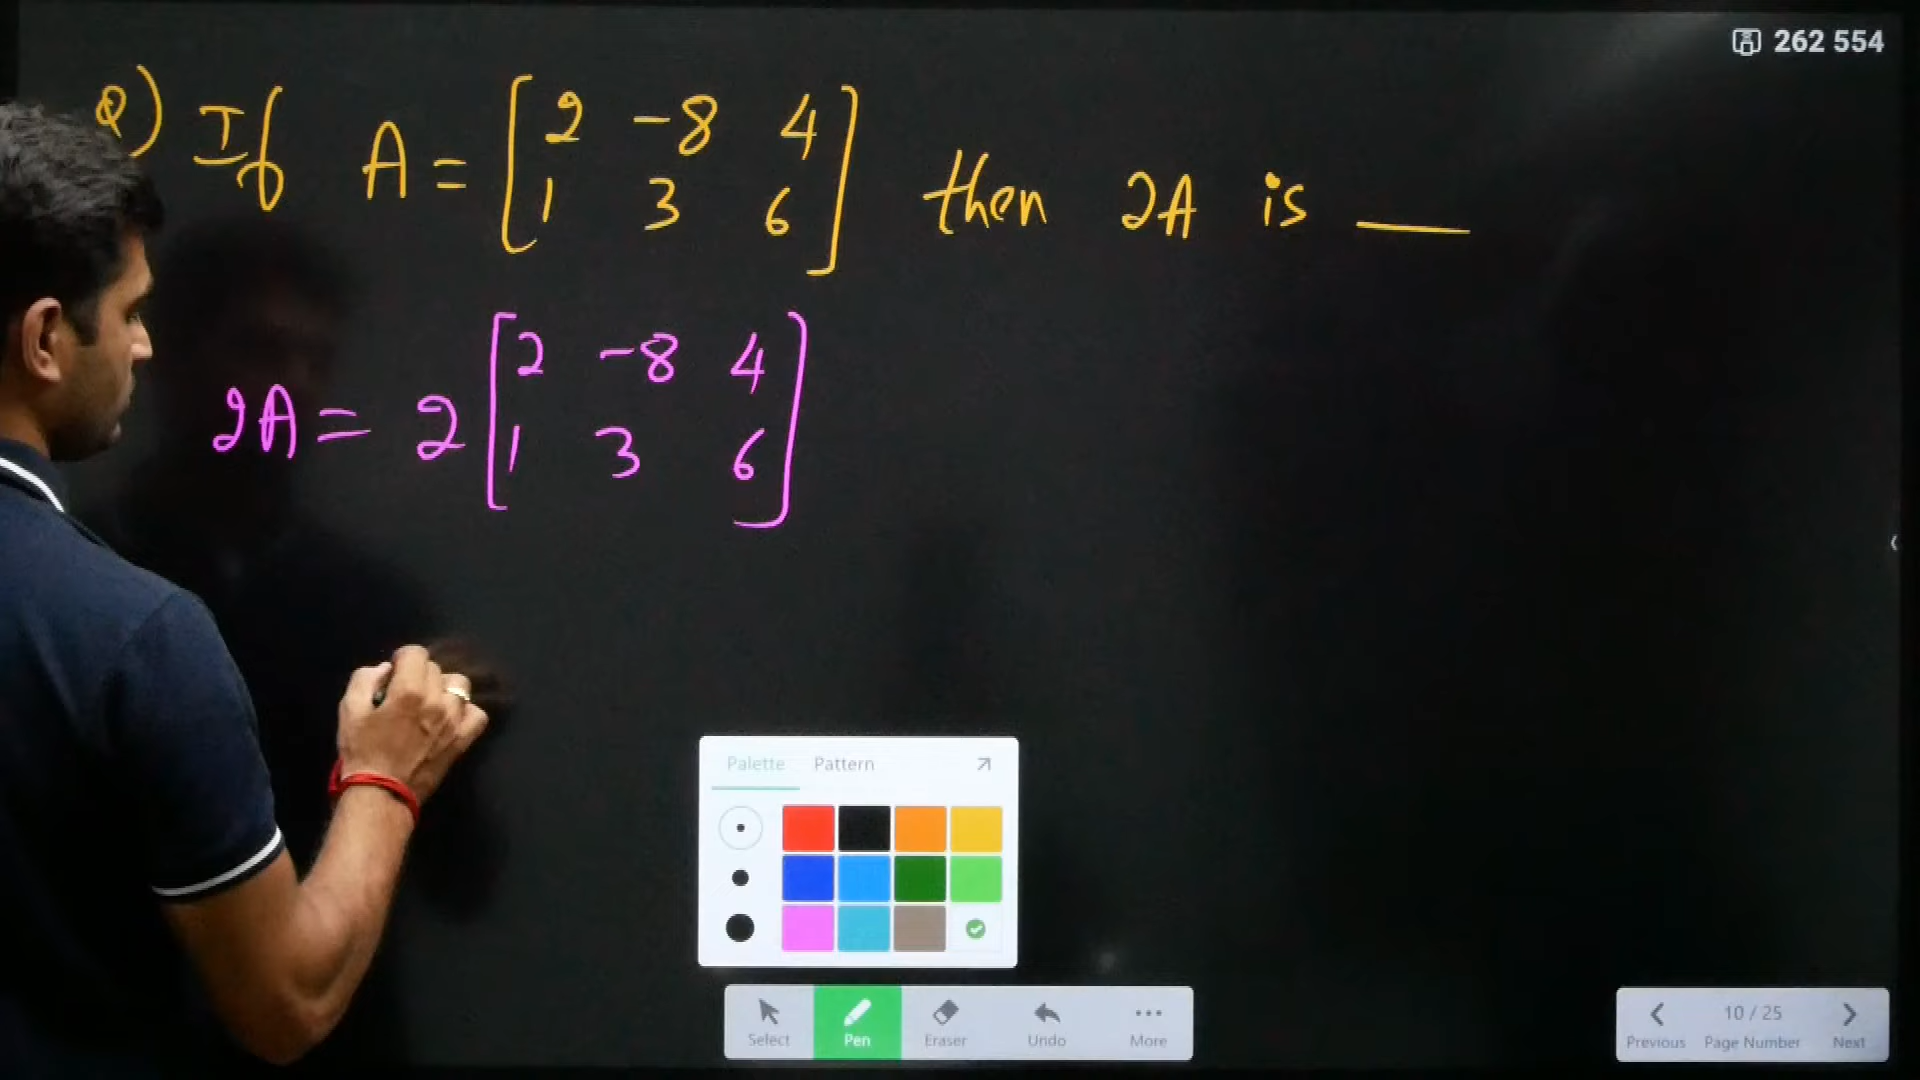 262 554
Q) If A = [2 -8 4
1 3 6] then 2A is ___
2A = 2 [2 -8 4
1 3 6]
Palette Pattern
Select Pen Eraser Undo More
Previous 10 / 25 Page Number Next